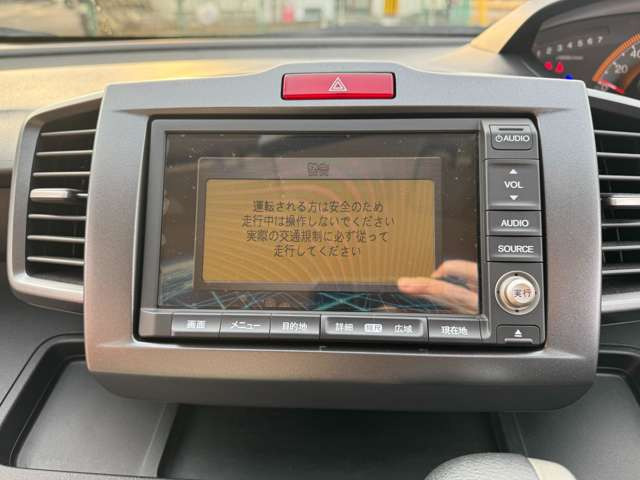 警告
運転される方は安全のため
走行中は操作しないでください
実際の交通規制に必ず従って
走行してください
AUDIO
VOL
AUDIO
SOURCE
実行
画面
メニュー
目的地
詳細
広域
現在地